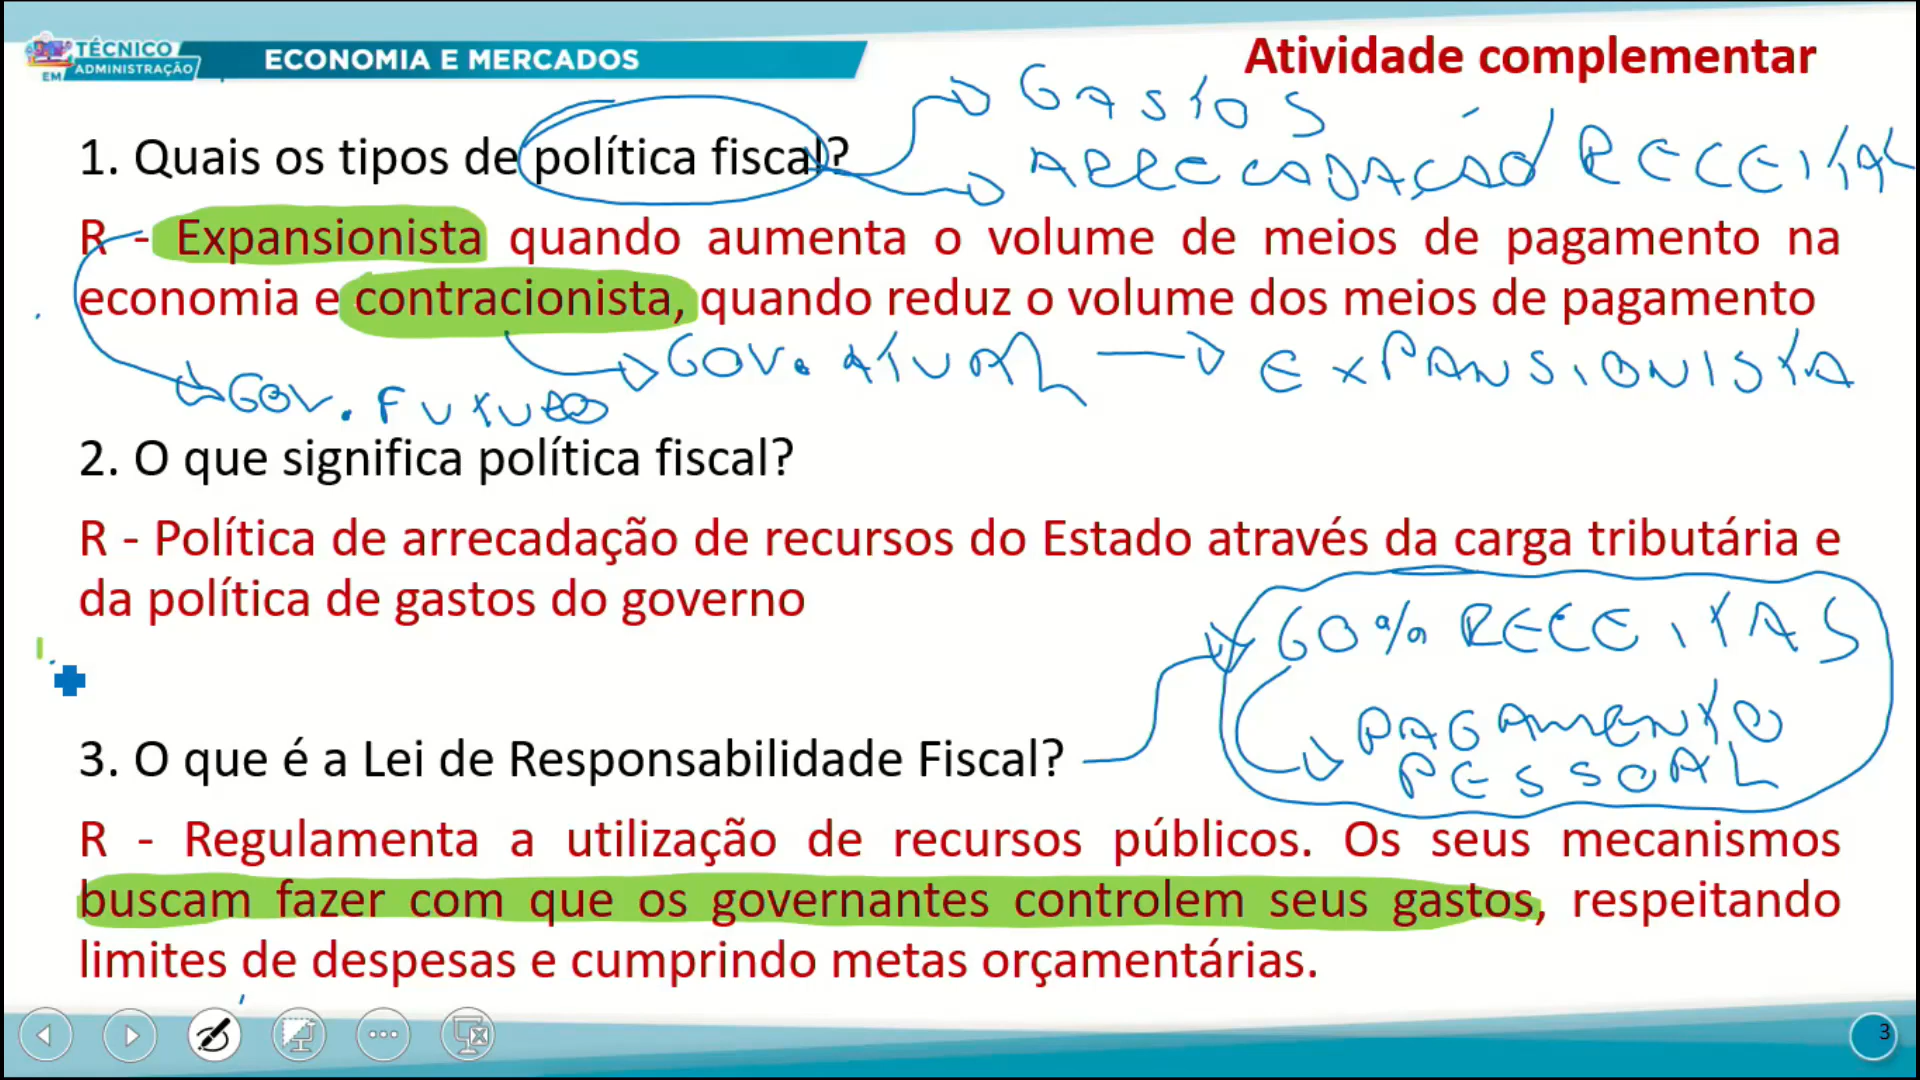 TÉCNICO
EM ADMINISTRAÇÃO
ECONOMIA E MERCADOS
Atividade complementar
GASTOS
1. Quais os tipos de política fiscal?
ARRECADAÇÃO/RECEITAS
R - Expansionista quando aumenta o volume de meios de pagamento na
economia e contracionista, quando reduz o volume dos meios de pagamento
GOV. ATUAL → EXPANSIONISTA
GOV. FUTURO
2. O que significa política fiscal?
R - Política de arrecadação de recursos do Estado através da carga tributária e
da política de gastos do governo
60% RECEITAS
PAGAMENTO
3. O que é a Lei de Responsabilidade Fiscal?
PESSOAL
R - Regulamenta a utilização de recursos públicos. Os seus mecanismos
buscam fazer com que os governantes controlem seus gastos, respeitando
limites de despesas e cumprindo metas orçamentárias.
3